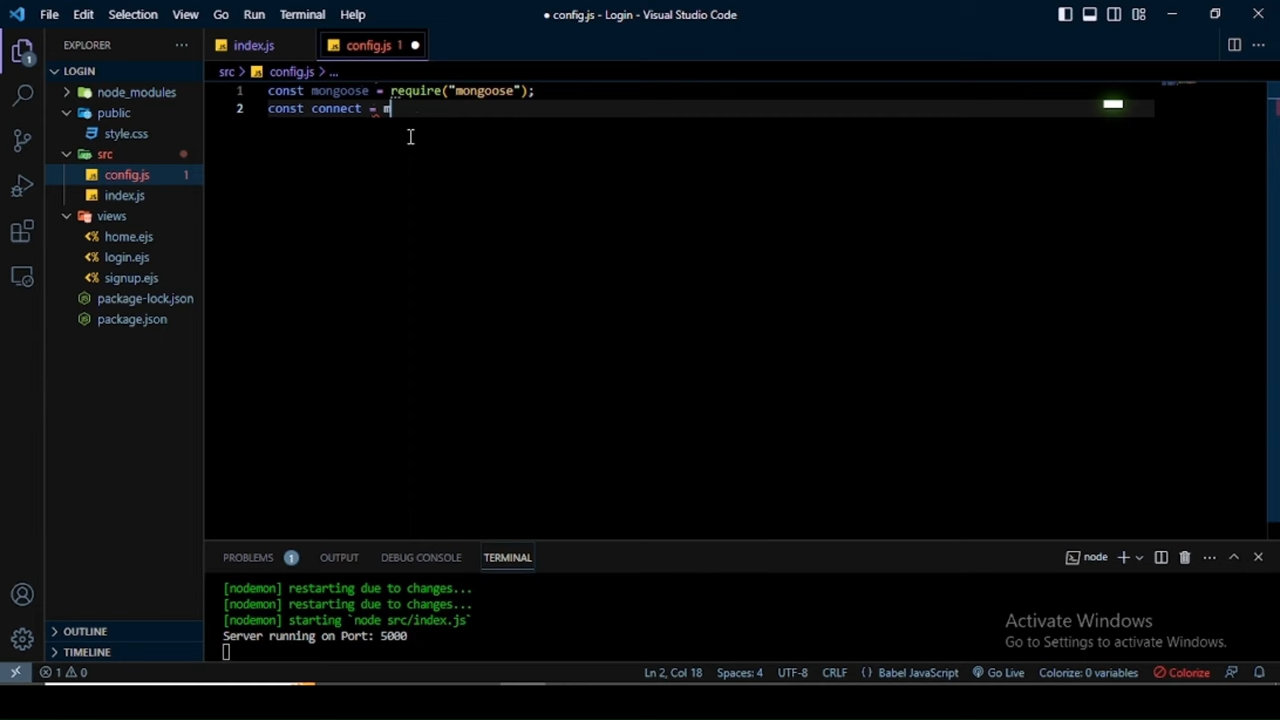 File Edit Selection View Go Run Terminal Help
● config.js - Login - Visual Studio Code
EXPLORER
LOGIN
node_modules
public
style.css
src
config.js 1
index.js
views
home.ejs
login.ejs
signup.ejs
package-lock.json
package.json
OUTLINE
TIMELINE
1
index.js
config.js 1
src > config.js > ...
1 const mongoose = require("mongoose");
2 const connect = m
PROBLEMS 1 OUTPUT DEBUG CONSOLE TERMINAL
node
[nodemon] restarting due to changes...
[nodemon] restarting due to changes...
[nodemon] starting `node src/index.js`
Server running on Port: 5000
Activate Windows
Go to Settings to activate Windows.
1 0
Ln 2, Col 18 Spaces: 4 UTF-8 CRLF {} Babel JavaScript Go Live Colorize: 0 variables Colorize